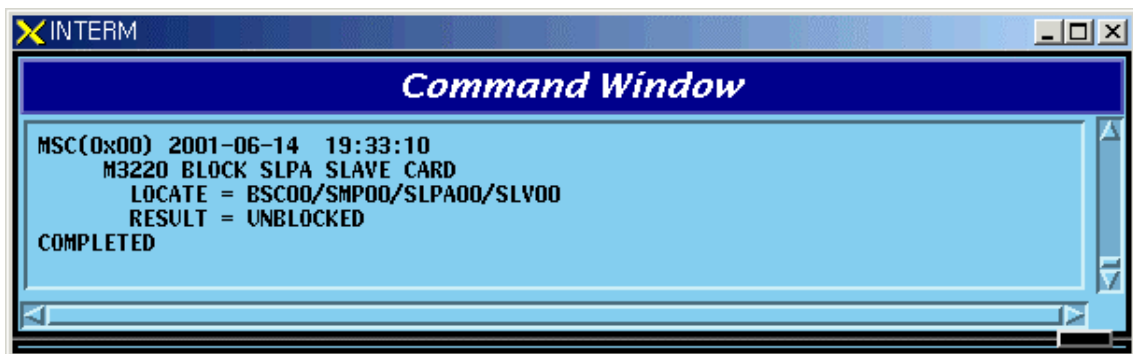 INTERM
Command Window
MSC(0x00) 2001-06-14 19:33:10
M3220 BLOCK SLPA SLAVE CARD
LOCATE = BSC00/SMP00/SLPA00/SLV00
RESULT = UNBLOCKED
COMPLETED